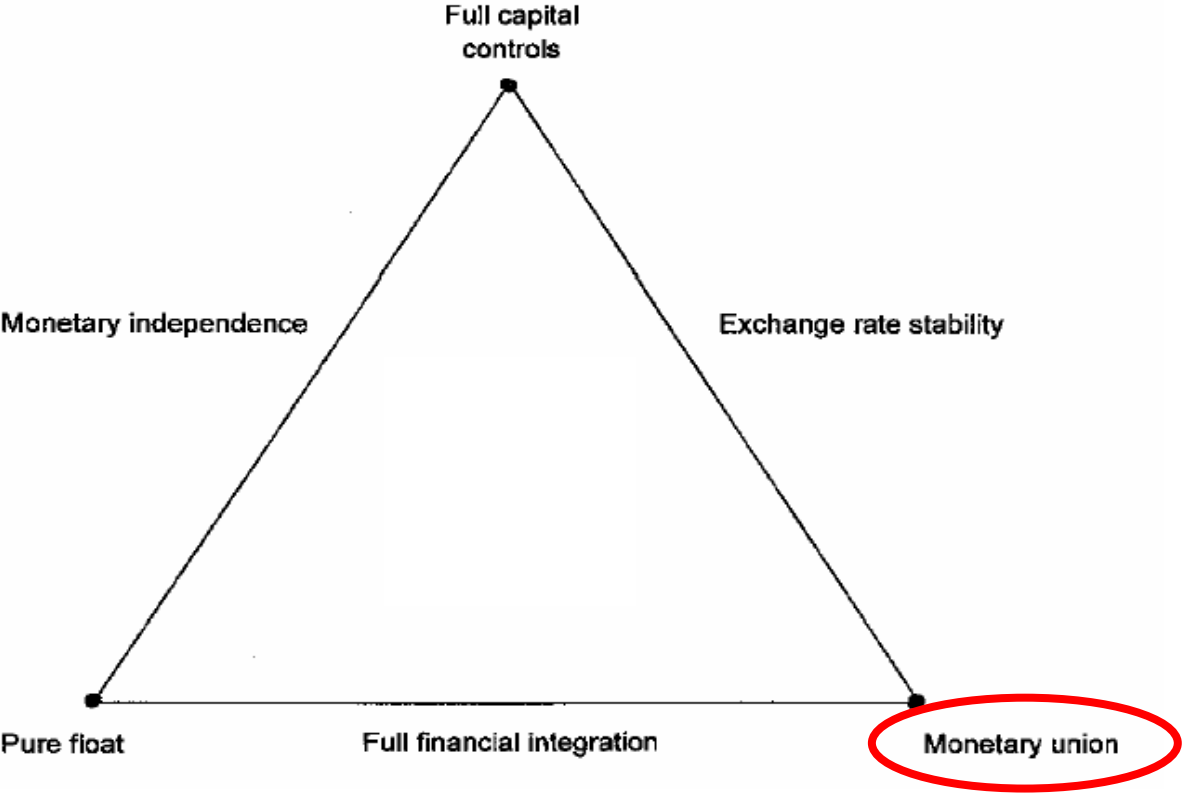 Full capital
controls
Monetary independence
Exchange rate stability
Pure float
Full financial integration
Monetary union